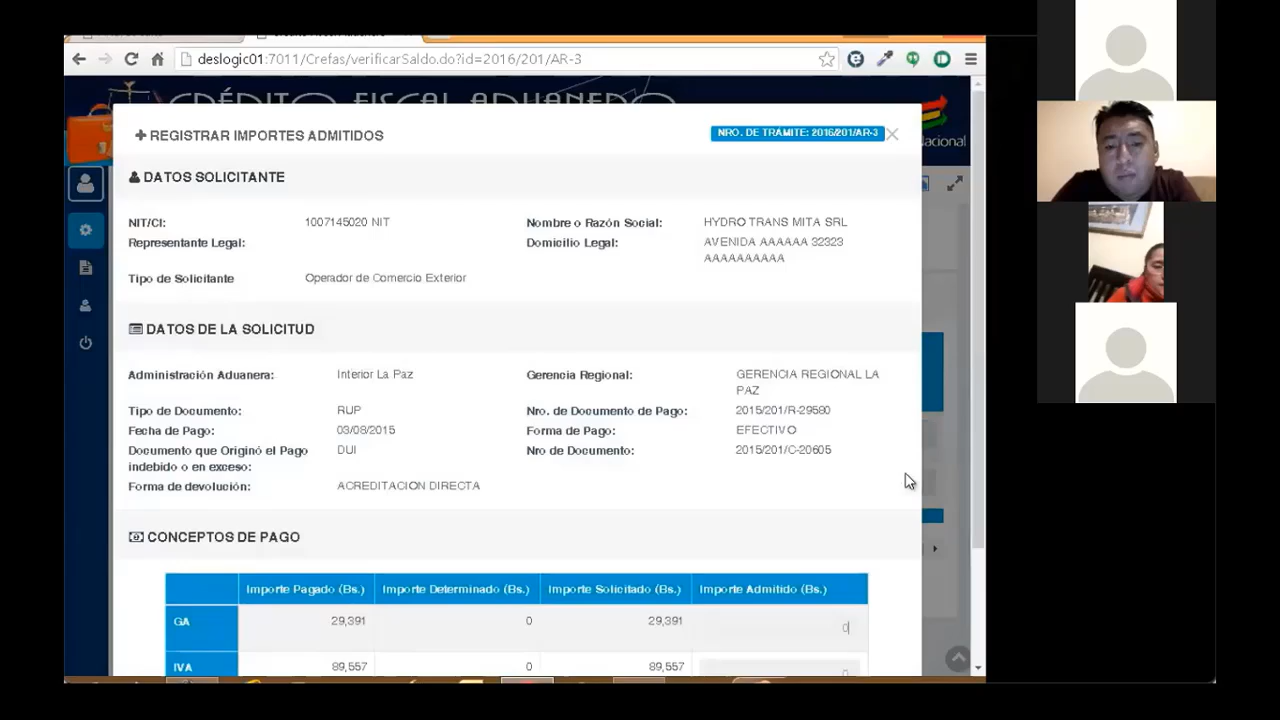 deslogic01:7011/Crefas/verificarSaldo.do?id=2016/201/AR-3
CRÉDITO FISCAL ADUANERO
REGISTRAR IMPORTES ADMITIDOS
NRO. DE TRÁMITE: 2016/201/AR-3
acional
DATOS SOLICITANTE
NIT/CI: 1007145020 NIT Nombre o Razón Social: HYDRO TRANS MITA SRL
Representante Legal: Domicilio Legal: AVENIDA AAAAAA 32323
AAAAAAAAAA
Tipo de Solicitante Operador de Comercio Exterior
DATOS DE LA SOLICITUD
Administración Aduanera: Interior La Paz Gerencia Regional: GERENCIA REGIONAL LA
PAZ
Tipo de Documento: RUP Nro. de Documento de Pago: 2015/201/R-29580
Fecha de Pago: 03/08/2015 Forma de Pago: EFECTIVO
Documento que Originó el Pago DUI Nro de Documento: 2015/201/C-20605
indebido o en exceso:
Forma de devolución: ACREDITACION DIRECTA
CONCEPTOS DE PAGO
Importe Pagado (Bs.) Importe Determinado (Bs.) Importe Solicitado (Bs.) Importe Admitido (Bs.)
GA 29,391 0 29,391 0
IVA 89,557 0 89,557 0